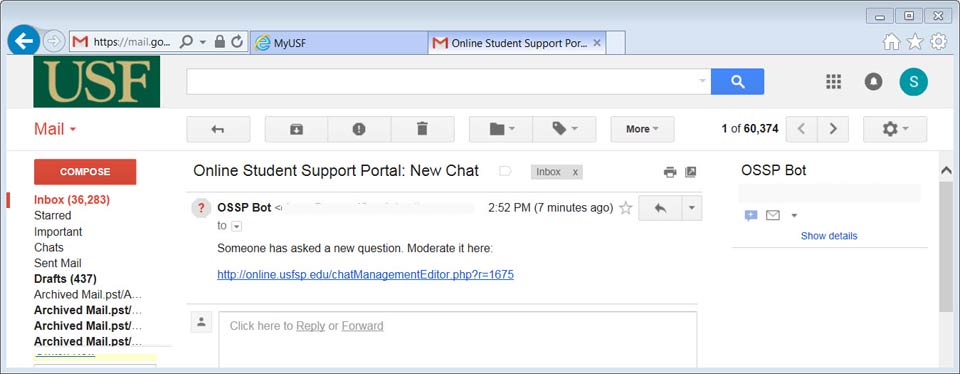 https://mail.go...
MyUSF
Online Student Support Por...
USF
S
Mail
More
1 of 60,374
COMPOSE
Online Student Support Portal: New Chat
Inbox x
OSSP Bot
Inbox (36,283)
? OSSP Bot <
2:52 PM (7 minutes ago)
Starred
to
Important
Show details
Chats
Someone has asked a new question. Moderate it here:
Sent Mail
Drafts (437)
http://online.usfsp.edu/chatManagementEditor.php?r=1675
Archived Mail.pst/A...
Archived Mail.pst/...
Archived Mail.pst/...
Click here to Reply or Forward
Archived Mail.pst/...